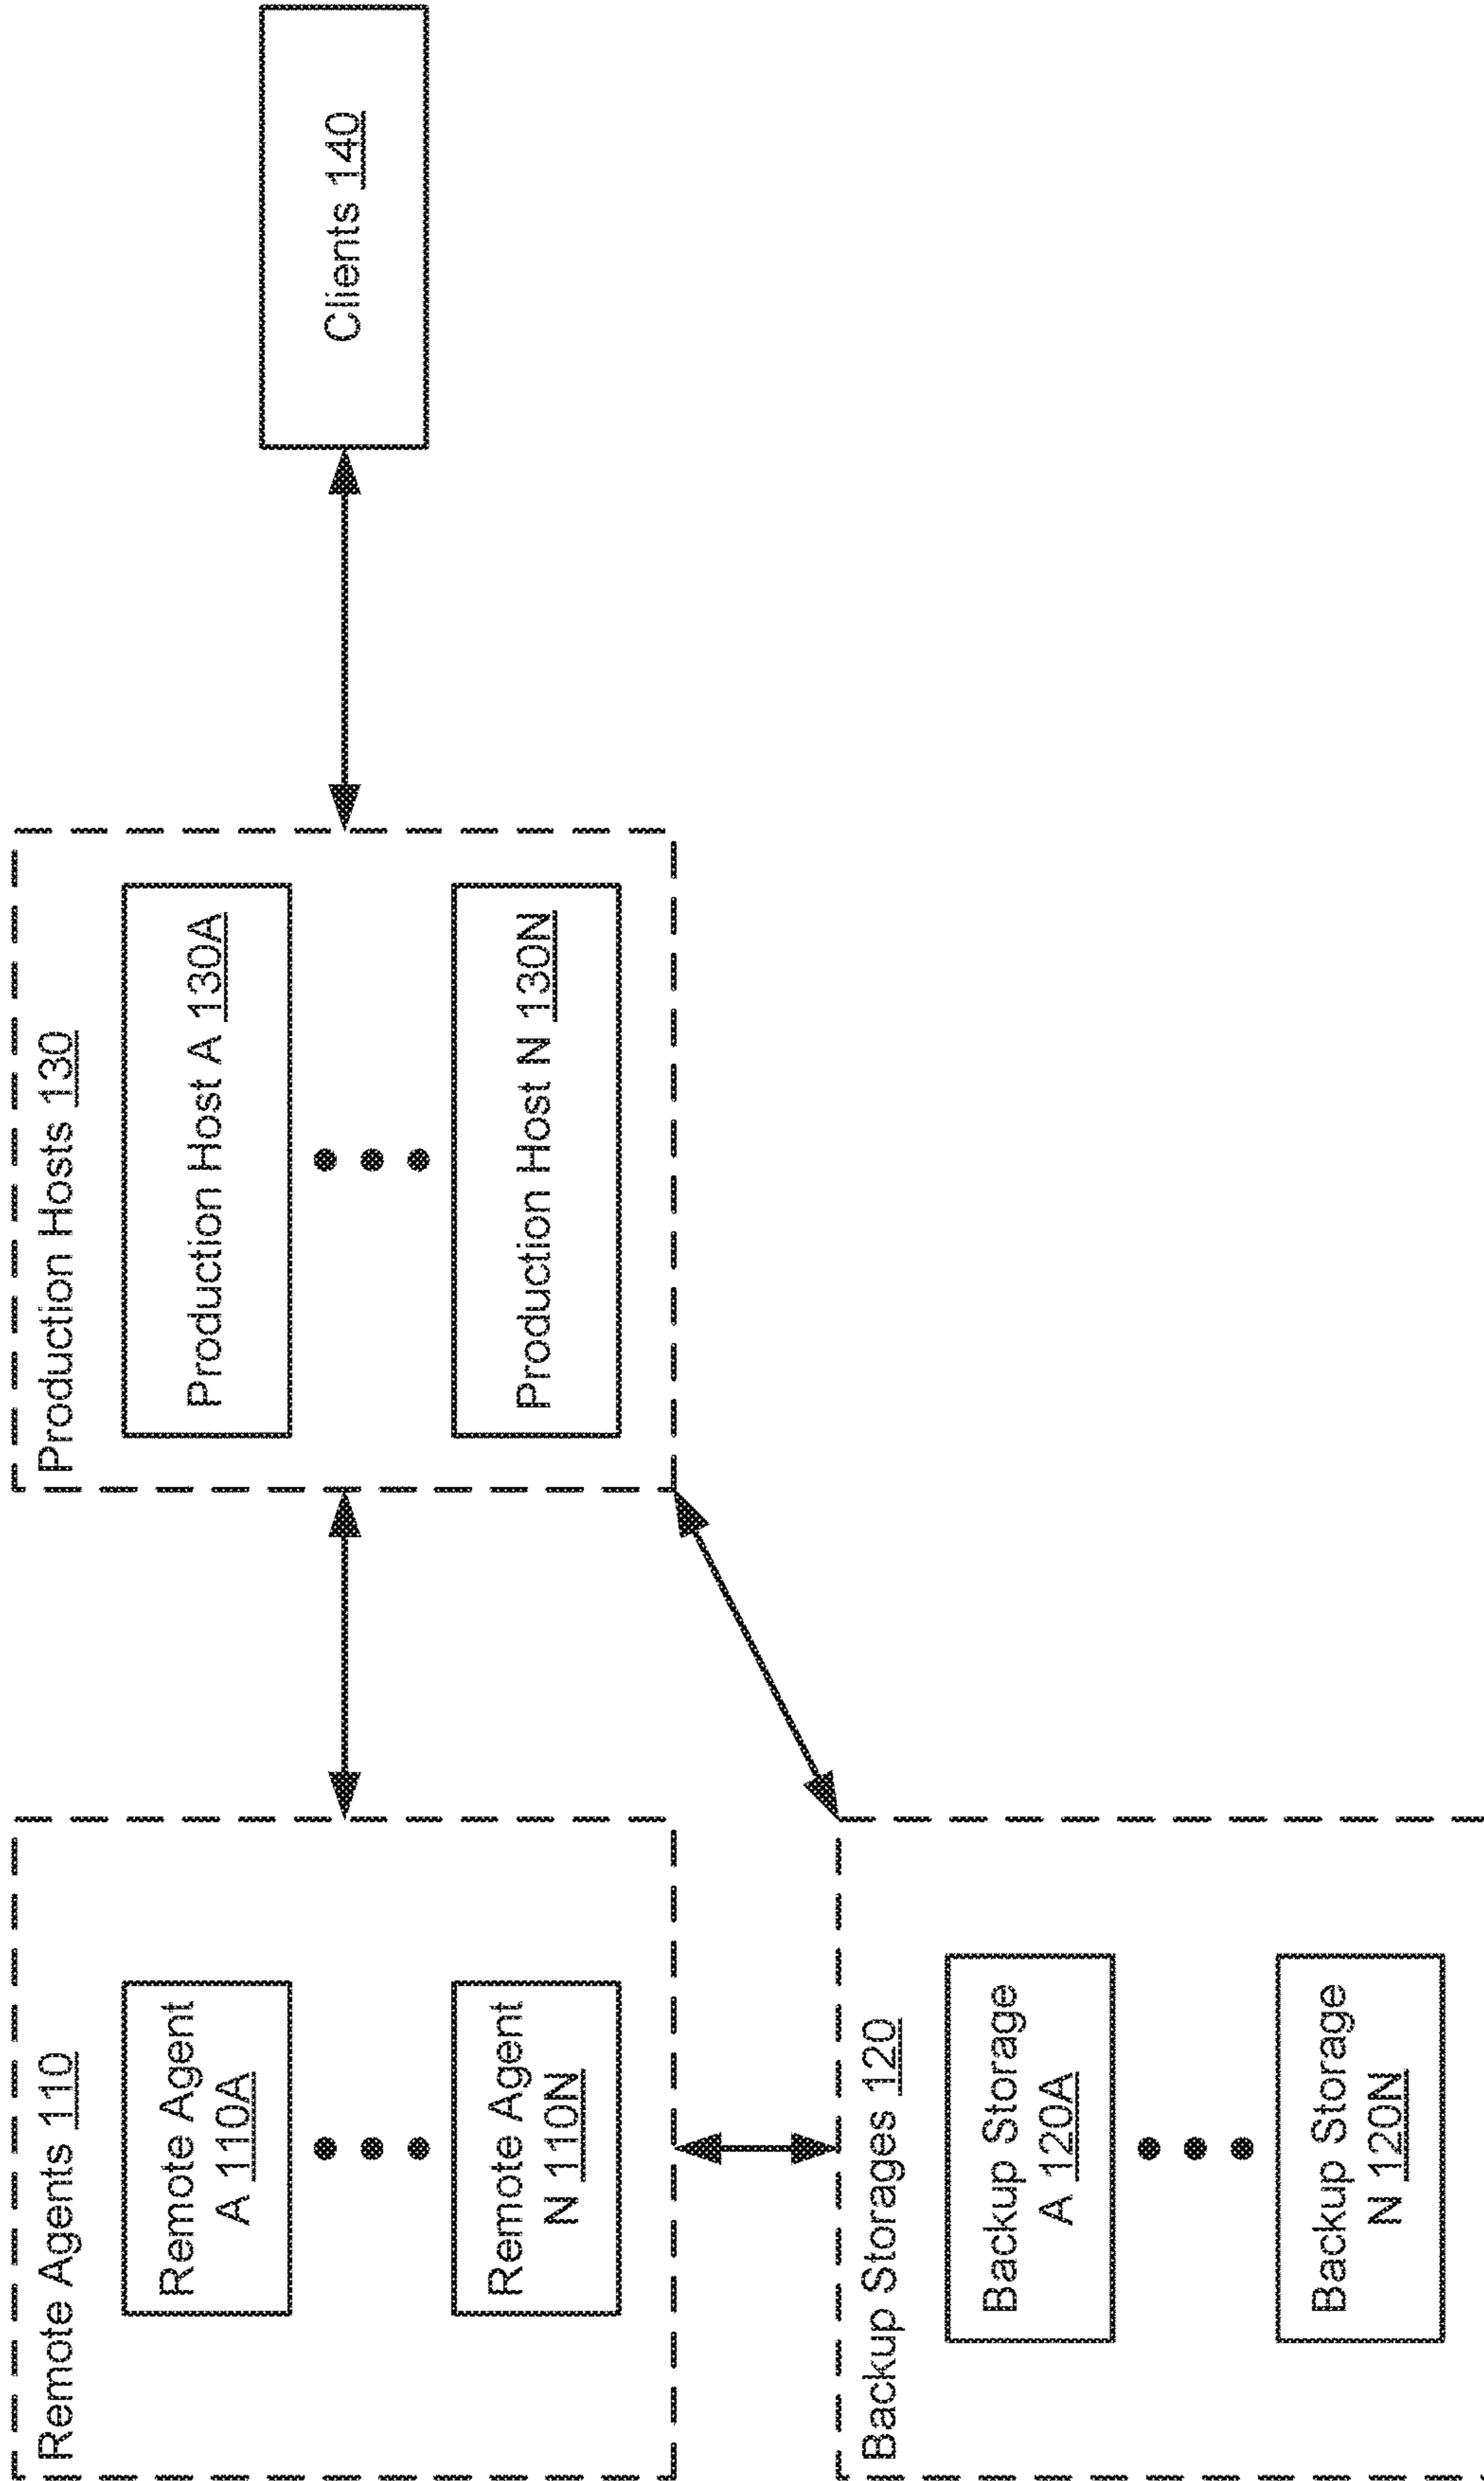 Remote Agents 110
Remote Agent
A 110A
Remote Agent
N 110N
Production Hosts 130
Production Host A 130A
Production Host N 130N
Clients 140
Backup Storages 120
Backup Storage
A 120A
Backup Storage
N 120N